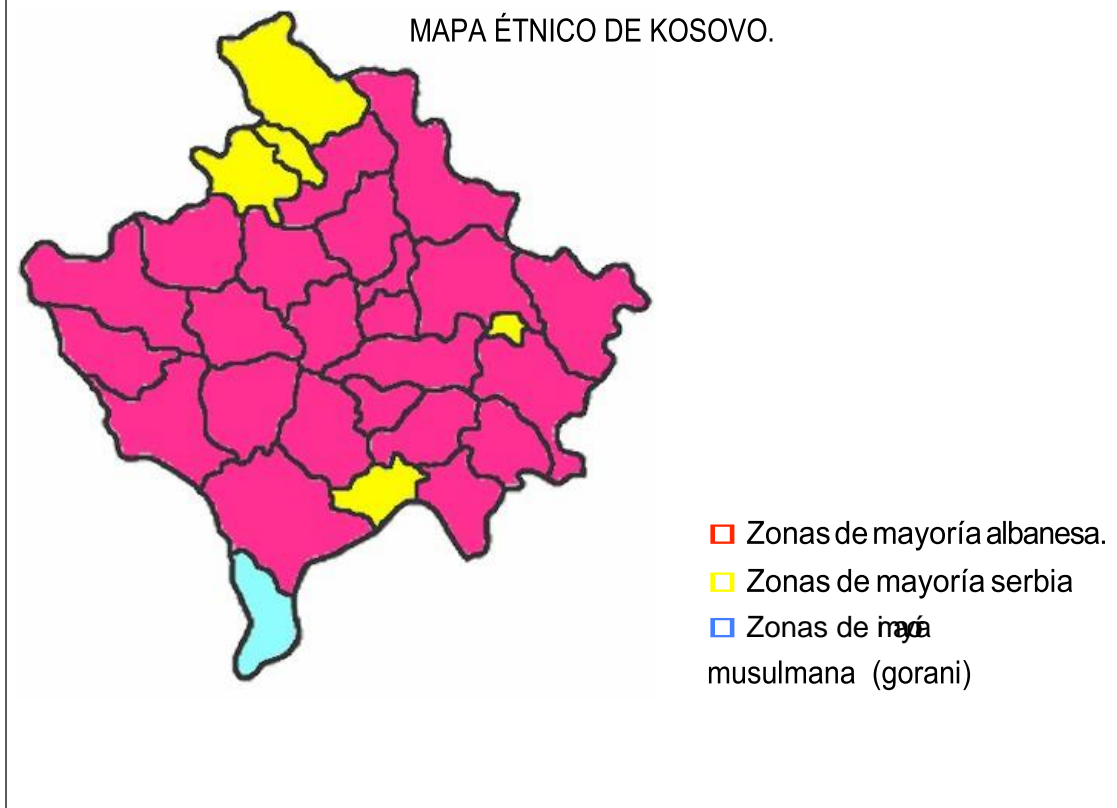 MAPA ÉTNICO DE KOSOVO.
Zonas de mayoría albanesa.
Zonas de mayoría serbia
Zonas de
musulmana (gorani)